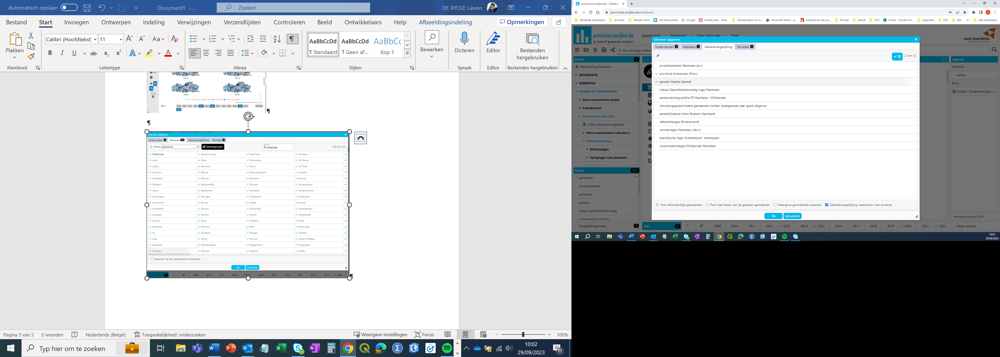 Automatisch opslaan
Document1 -...
Zoeken
DE RYCKE Lieven
Bestand Start Invoegen Ontwerpen Indeling Verwijzingen Verzendlijsten Controleren Beeld Ontwikkelaars Help Afbeeldingsindeling
Opmerkingen
Calibri (Hoofdtekst) 11
Plakken
AaBbCcDd AaBbCcDd AaBbCc
¶ Standaard ¶ Geen af... Kop 1
Bewerken Dicteren Editor Bestanden hergebruiken
Klembord Lettertype Alinea Stijlen Spraak Editor Bestanden hergebruiken
2013 2015
2020 2022
2009 2010 2011 2012 2013 2014 2015 2016 2017 2018 2019 2020 2021
2022
Selecteer gegevens
Onderwerpen 1 Gebieden 322 Gebiedsvergelijking Perioden 4
Niveau gemeente Gebiedsgroepen Zoeken willebroek 322 van 322
Willebroek Baarle-Hertog Boechout De Haan
Aalst Balen Bonheiden De Panne
Aalter Beernem Boom De Pinte
Aarschot Beerse Boortmeerbeek Deerlijk
Aartselaar Beersel Borgloon Deinze
Affligem Begijnendijk Bornem Denderleeuw
Alken Bekkevoort Borsbeek Dendermonde
Alveringem Beringen Boutersem Dentergem
Anderlecht Berlaar Brakel Dessel
Antwerpen Berlare Brasschaat Destelbergen
Anzegem Bertem Brecht Diepenbeek
Ardooie Bever Bredene Diest
Arendonk Beveren Bree Diksmuide
As Bierbeek Brugge Dilbeek
Asse Bilzen Brussel Dilsen-Stokkem
Assenede Blankenberge Buggenhout Drogenbos
Avelgem Bocholt Damme Duffel
Toepassen op alle openstaande presentaties
Ok Annuleren
4 2009 2010 2011 2012 2013 2014 2015 2016 2017 2018 2019 2020
Pagina 5 van 5 0 woorden Nederlands (België) Toegankelijkheid: onderzoeken Weergave-instellingen Focus 100%
Typ hier om te zoeken
10:02
29/09/2023
11
provincies.incijfers.be - Databan
provincies.incijfers.be/databank
Beheerde bookmarks accounts Telenet: Inbox Het Nieuwsblad Google Herbeluister - Radi... Geïmporteerd uit In... Microsoft Teams - p... extranet van de pro... Klimaat arbeid PinC Home - Provant Int... Algemeen KSZ Kbo » Alle bookmarks
provincies.incijfers.be
je stad of gemeente in kaart
Dashboard | Databank | Over deze site | Chat
west-vlaanderen
de gedreven provincie
btw-plichtige ondern
Inhoud 1
Handleiding Databank
DEMOGRAFIE
ONDERWIJS
WERKEN EN ONDERNEMEN
Socio-economische positie
Arbeidsmarkt
Economische activiteit
Cijfers economie opgelijst
Macro-economische indicatoren
Ondernemerschap
Zelfstandigen
Vestigingen met personeel
Niveau 322
gemeente
arrondissement
provincie
gewest
Lokaal Gezondheidsoverleg
samenwerking politie
Vergelijkingsniveau 0
Selecteer gegevens
Onderwerpen 1 Gebieden 1 Gebiedsvergelijking Perioden 4
2 van 11
arrondissement Mechelen (Arr.)
provincie Antwerpen (Prov.)
gewest Vlaams Gewest
Lokaal Gezondheidsoverleg Logo Mechelen
samenwerking politie PZ Mechelen - Willebroek
uitrustingsgraad Andere gemeenten; buiten stadsgewest; zeer goed uitgerust
eerstelijnszone Klein-Brabant Vaartland
referentieregio Rivierenland
vervoerregio Mechelen (Verv.)
toeristische regio Scheldeland - Antwerpen
woonmaatschappij Willebroek-Mechelen
Toon afzonderlijke gemeenten Toon het totaal van de gekozen gemeenten Weergave gemiddelde waarden Gebiedsvergelijking meenemen met sorteren
Ok Annuleren
Legenda
Eenheid
aantal
Bron
Statbel - Ondernemingen |
Powered by Swing 6.2.8670
Jaar 4 2009 2010 2011 2012 2013 2014 2015 2016 2017 2018 2019 2020 2021 2022 Meest recente
10:02
29/09/2023